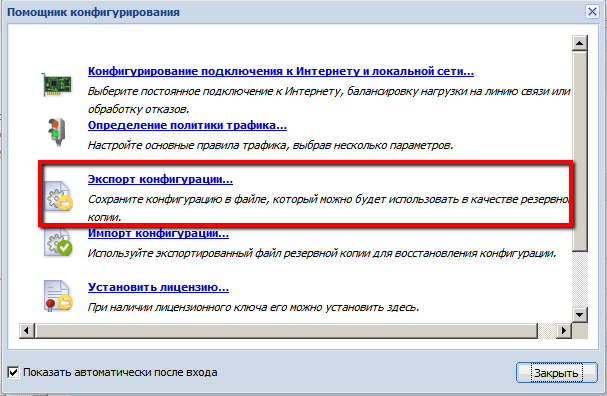 Помощник конфигурирования
Конфигурирование подключения к Интернету и локальной сети...
Выберите постоянное подключение к Интернету, балансировку нагрузки на линию связи или
обработку отказов.
Определение политики трафика...
Настройте основные правила трафика, выбрав несколько параметров.
Экспорт конфигурации...
Сохраните конфигурацию в файле, который можно будет использовать в качестве резервной
копии.
Импорт конфигурации...
Используйте экспортированный файл резервной копии для восстановления конфигурации.
Установить лицензию...
При наличии лицензионного ключа его можно установить здесь.
Показать автоматически после входа
Закрыть